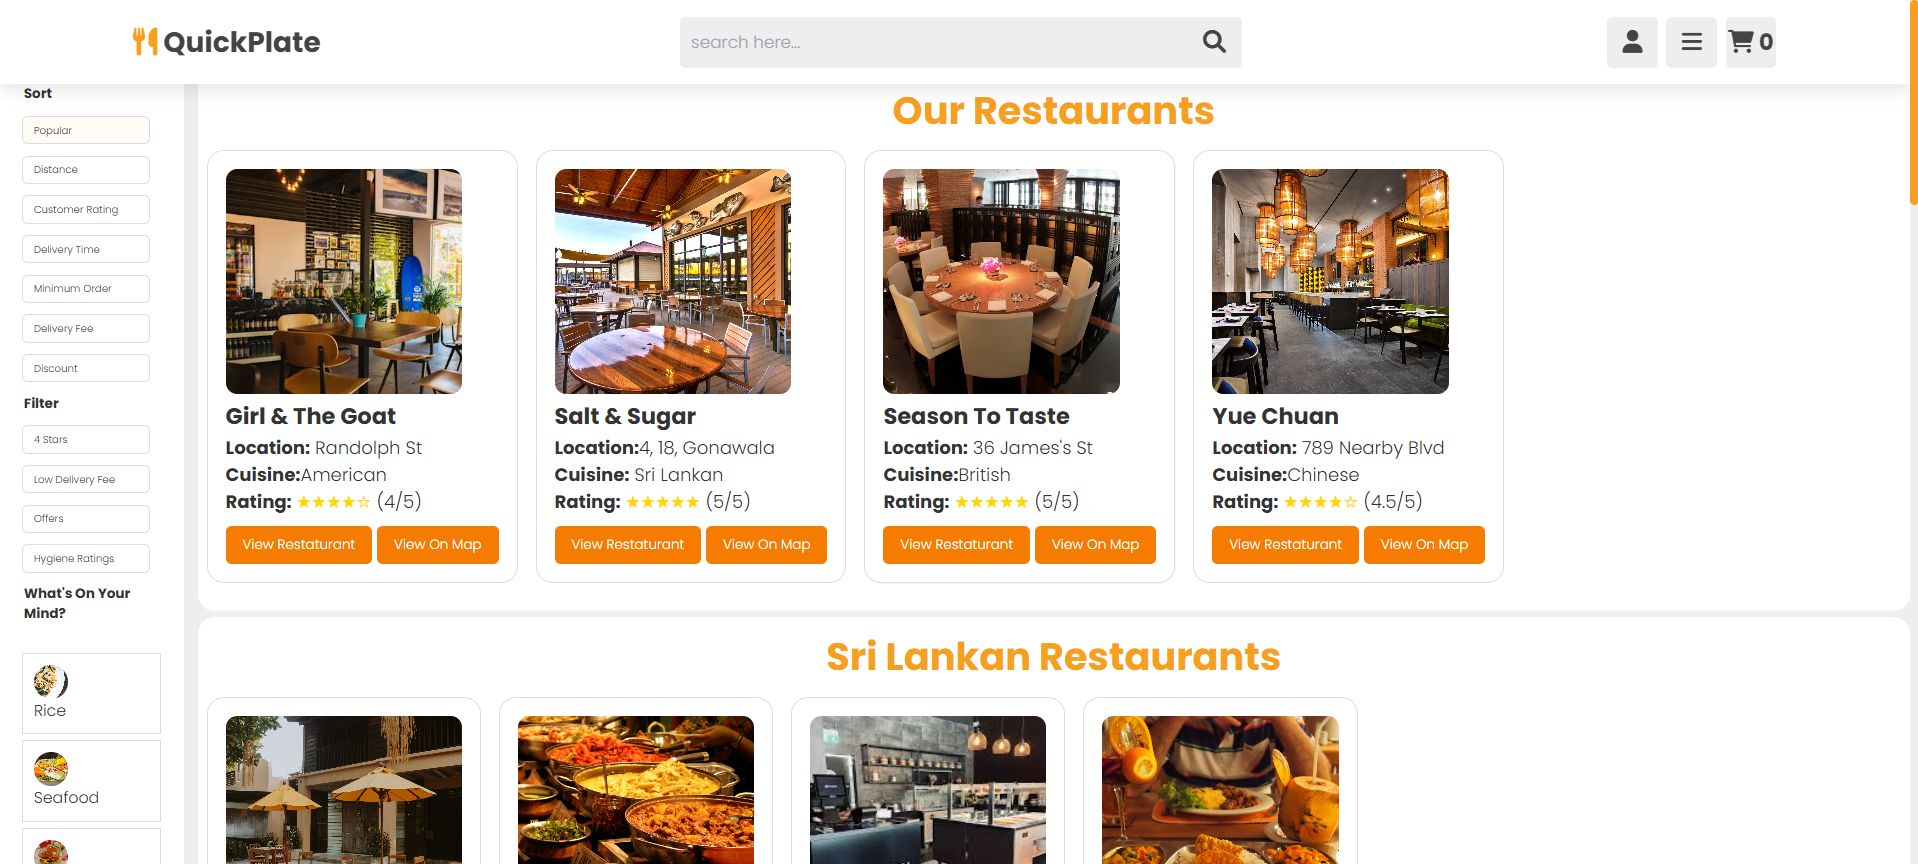 QuickPlate
search here...
0
Sort
Popular
Distance
Customer Rating
Delivery Time
Minimum Order
Delivery Fee
Discount
Filter
4 Stars
Low Delivery Fee
Offers
Hygiene Ratings
What's On Your
Mind?
Rice
Seafood
Our Restaurants
Girl & The Goat
Location: Randolph St
Cuisine:American
Rating: ★★★★☆ (4/5)
View Restaturant
View On Map
Salt & Sugar
Location:4, 18, Gonawala
Cuisine: Sri Lankan
Rating: ★★★★★ (5/5)
View Restaturant
View On Map
Season To Taste
Location: 36 James's St
Cuisine:British
Rating: ★★★★★ (5/5)
View Restaturant
View On Map
Yue Chuan
Location: 789 Nearby Blvd
Cuisine:Chinese
Rating: ★★★★☆ (4.5/5)
View Restaturant
View On Map
Sri Lankan Restaurants